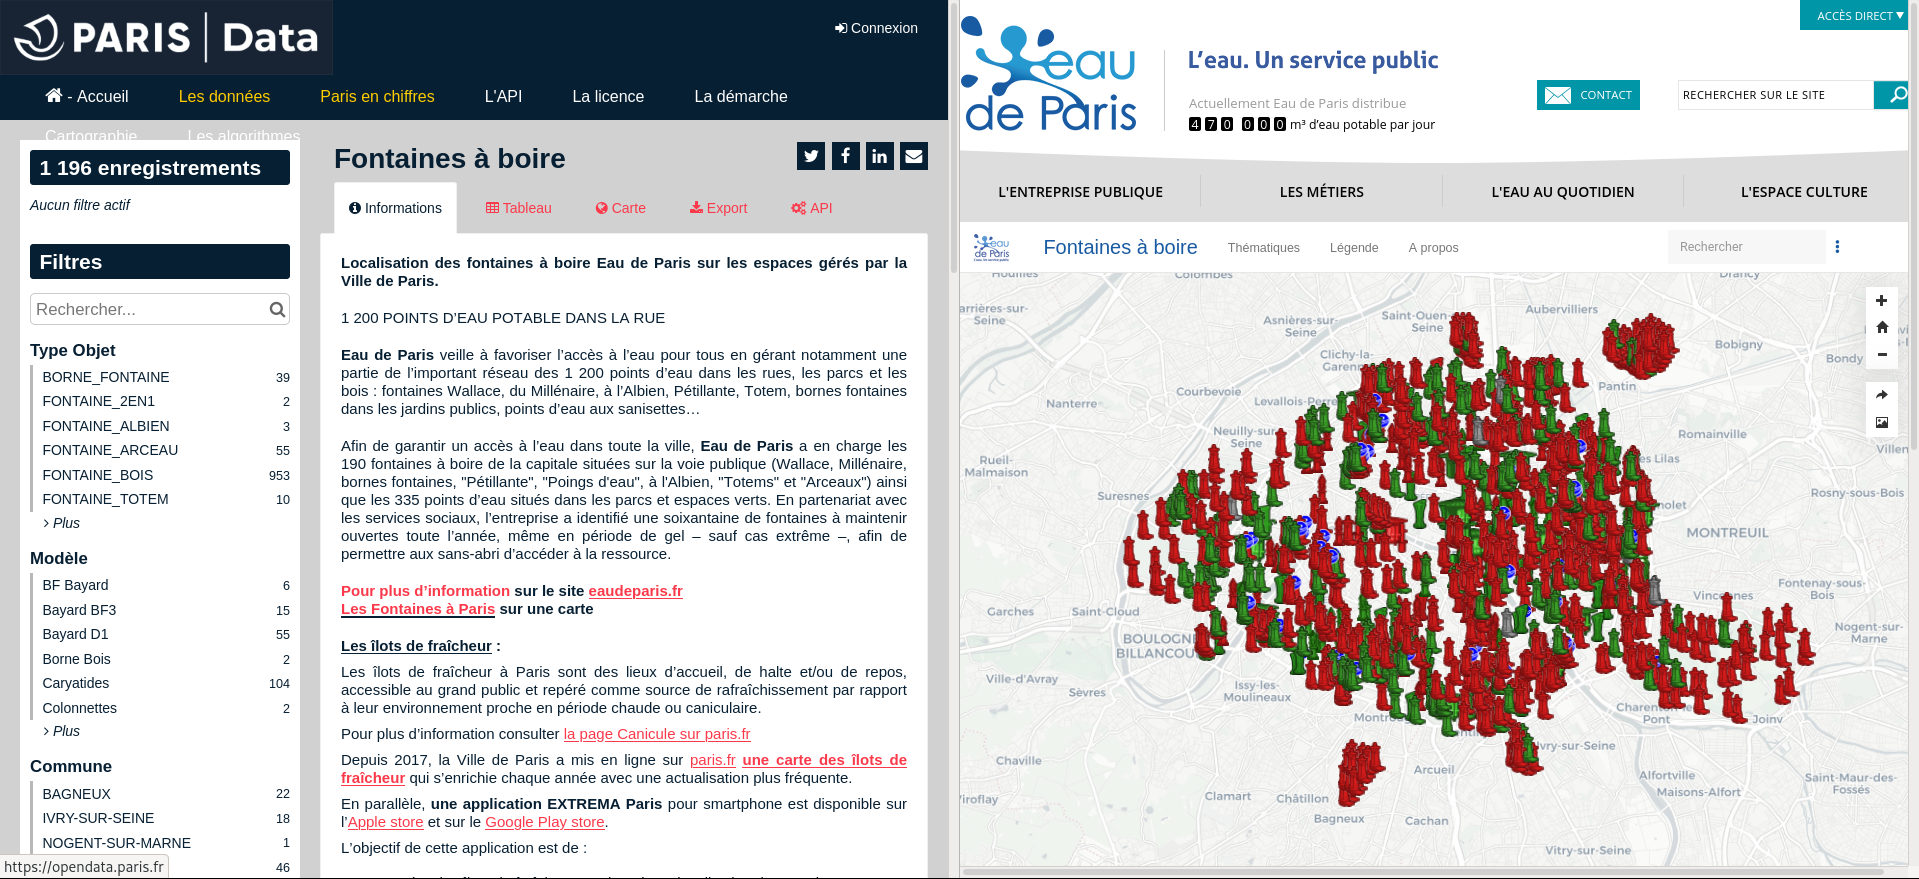 PARIS | Data
Connexion
- Accueil
Les données
Paris en chiffres
L'API
La licence
La démarche
Cartographie
Les algorithmes
1 196 enregistrements
Aucun filtre actif
Filtres
Rechercher...
Type Objet
BORNE_FONTAINE 39
FONTAINE_2EN1 2
FONTAINE_ALBIEN 3
FONTAINE_ARCEAU 55
FONTAINE_BOIS 953
FONTAINE_TOTEM 10
> Plus
Modèle
BF Bayard 6
Bayard BF3 15
Bayard D1 55
Borne Bois 2
Caryatides 104
Colonnettes 2
> Plus
Commune
BAGNEUX 22
IVRY-SUR-SEINE 18
NOGENT-SUR-MARNE 1
46
https://opendata.paris.fr
Fontaines à boire
Informations
Tableau
Carte
Export
API
Localisation des fontaines à boire Eau de Paris sur les espaces gérés par la
Ville de Paris.
1 200 POINTS D’EAU POTABLE DANS LA RUE
Eau de Paris veille à favoriser l’accès à l’eau pour tous en gérant notamment une
partie de l’important réseau des 1 200 points d’eau dans les rues, les parcs et les
bois : fontaines Wallace, du Millénaire, à l’Albien, Pétillante, Totem, bornes fontaines
dans les jardins publics, points d’eau aux sanisettes…
Afin de garantir un accès à l’eau dans toute la ville, Eau de Paris a en charge les
190 fontaines à boire de la capitale situées sur la voie publique (Wallace, Millénaire,
bornes fontaines, "Pétillante", "Poings d'eau", à l'Albien, "Totems" et "Arceaux") ainsi
que les 335 points d’eau situés dans les parcs et espaces verts. En partenariat avec
les services sociaux, l’entreprise a identifié une soixantaine de fontaines à maintenir
ouvertes toute l’année, même en période de gel – sauf cas extrême –, afin de
permettre aux sans-abri d’accéder à la ressource.
Pour plus d’information sur le site eaudeparis.fr
Les Fontaines à Paris sur une carte
Les îlots de fraîcheur :
Les îlots de fraîcheur à Paris sont des lieux d’accueil, de halte et/ou de repos,
accessible au grand public et repéré comme source de rafraîchissement par rapport
à leur environnement proche en période chaude ou caniculaire.
Pour plus d’information consulter la page Canicule sur paris.fr
Depuis 2017, la Ville de Paris a mis en ligne sur paris.fr une carte des îlots de
fraîcheur qui s’enrichie chaque année avec une actualisation plus fréquente.
En parallèle, une application EXTREMA Paris pour smartphone est disponible sur
l’Apple store et sur le Google Play store.
L’objectif de cette application est de :
ACCÈS DIRECT ▼
eau
de Paris
L’eau. Un service public
Actuellement Eau de Paris distribue
470 000 m³ d’eau potable par jour
CONTACT
RECHERCHER SUR LE SITE
L'ENTREPRISE PUBLIQUE
LES MÉTIERS
L'EAU AU QUOTIDIEN
L'ESPACE CULTURE
eau
de Paris
Fontaines à boire
Thématiques
Légende
A propos
Rechercher
Houilles
Colombes
Drancy
arrières-sur-
Seine
Asnières-sur-
Seine
Saint-Ouen-
Seine
Aubervilliers
Bobigny
Bondy
Clichy-la-
Garenn
Pantin
Courbevoie
Nanterre
Levallois-Perre
Neuilly-sur-
Seine
Romainville
Villem
Rueil-
Malmaison
es Lilas
Suresnes
nolet
Rosny-sous-Bois
MONTREUIL
Fontenay-sous-
Bois
Vincennes
Garches
Saint-Cloud
Nogent-sur-
Marne
BOULOGN
BILLANCOU
Ville-d'Avray
Sèvres
Issy-les-
Moulineaux
Montrou
Charenton-le-
Pont
Joinv
ntilly
Ivry-sur-Seine
Chaville
Arcueil
Alfortville
Maisons-Alfort
Saint-Maur-des-
Fossés
Viroflay
Clamart
Châtillon
Bagneux
Cachan
Vitry-sur-Seine